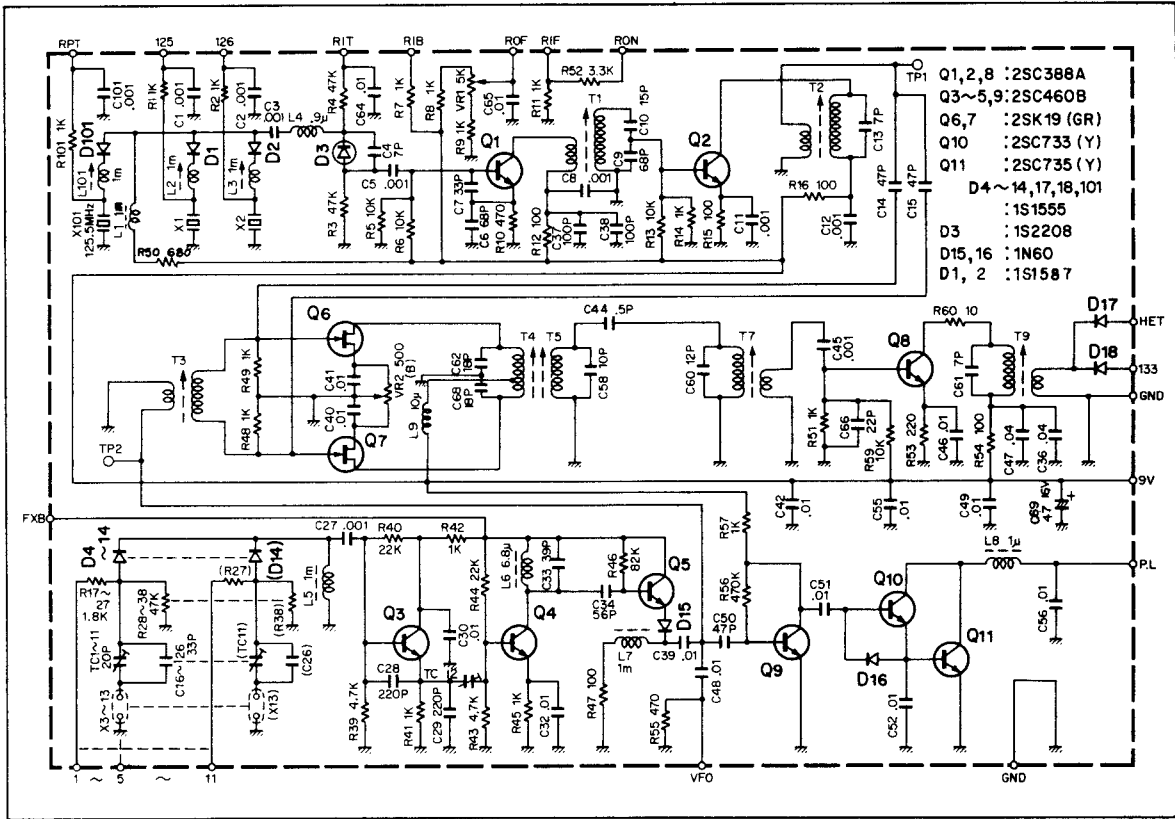 RPT
125
126
RIT
RIB
ROF
RIF
RON
C101 .001
R1 1K
C1 .001
R2 1K
C2 .001
C3 .001
L4 .9μ
R4 47K
C64 .01
R7 1K
R8 1K
VR1 5K
C65 .01
R11 1K
R52 3.3K
T1
15P
C10
TP1
T2
C13 7P
R101 1K
D101
L101 1m
D1
L2 1m
D2
L3 1m
D3
C4 7P
R9 1K
Q1
C9 68P
Q2
C8 .001
C5 .001
C7 33P
C6 68P
R10 470
R12 100
C37 100P
C38 100P
R13 10K
R14 1K
R15 100
C11 .001
R16 100
C12 .001
C14 47P
C15 47P
X101 125.5MHz
L1 1m
X1
X2
R3 47K
R5 10K
R6 10K
R50 680
Q1,2,8 :2SC388A
Q3~5,9:2SC460B
Q6,7 :2SK19 (GR)
Q10 :2SC733 (Y)
Q11 :2SC735 (Y)
D4~14,17,18,101
:1S1555
D3 :1S2208
D15,16 :1N60
D1, 2 :1S1587
T3
R49 1K
R48 1K
Q6
C41 .01
C40 .01
VR2 500 (B)
Q7
C62 18P
C68 18P
L9 10μ
T4
T5
C58 10P
C44 .5P
C60 12P
T7
C45 .001
Q8
R60 10
C61 7P
T9
D17
HET
D18
133
GND
R51 1K
C66 22P
R59 10K
R53 220
C46 .01
R54 100
C47 .04
C36 .04
TP2
9V
C42 .01
C55 .01
C49 .01
C69 47 16V
+
FXB
D4~14
(D14)
C27 .001
R40 22K
R42 1K
L6 6.8μ
C33 39P
R46 82K
Q5
R57 1K
R56 470K
C51 .01
Q10
L8 1μ
P.L
R17~27 1.8K
R28~38 47K
(R27)
(R38)
L5 1m
Q3
R44 22K
Q4
C34 56P
D15
C50 47P
Q11
C56 .01
TC1~11 20P
C16~126 33P
(TC11)
(C26)
C30 .01
C28 220P
TC
L7 1m
C39 .01
C48 .01
Q9
D16
X3~13
(X13)
R39 4.7K
R41 1K
C29 220P
R43 4.7K
R45 1K
C32 .01
R47 100
R55 470
C52 .01
1 ~ 5 ~ 11
VFO
GND